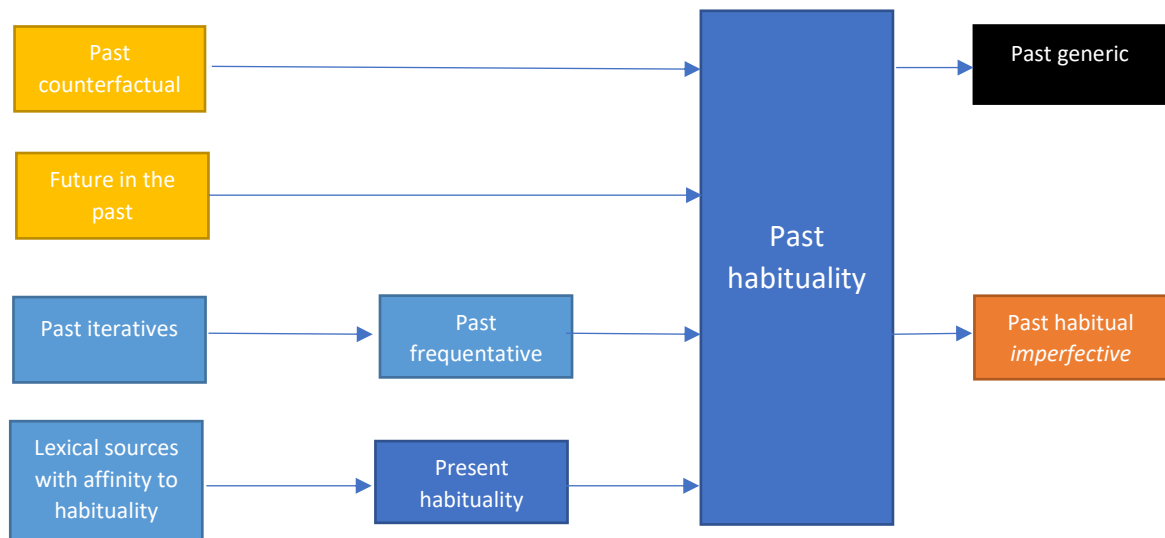 Past
counterfactual
Past generic
Future in the
past
Past
habituality
Past iteratives
Past
frequentative
Past habitual
imperfective
Lexical sources
with affinity to
habituality
Present
habituality